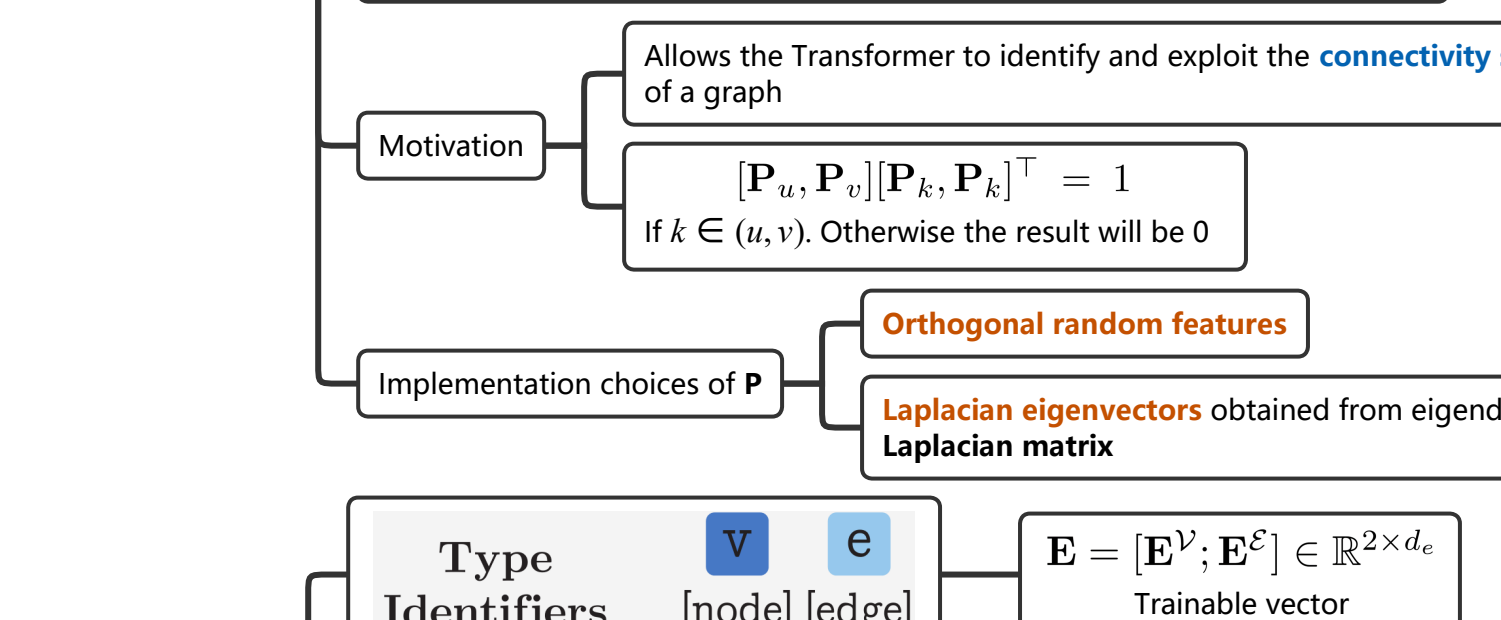 Allows the Transformer to identify and exploit the connectivity
of a graph
Motivation
[P_u, P_v][P_k, P_k]^⊤ = 1
If k ∈ (u, v). Otherwise the result will be 0
Orthogonal random features
Implementation choices of P
Laplacian eigenvectors obtained from eigend
Laplacian matrix
Type
Identifiers
v e
[node] [edge]
E = [E^𝒱; E^ℰ] ∈ ℝ^{2×d_e}
Trainable vector